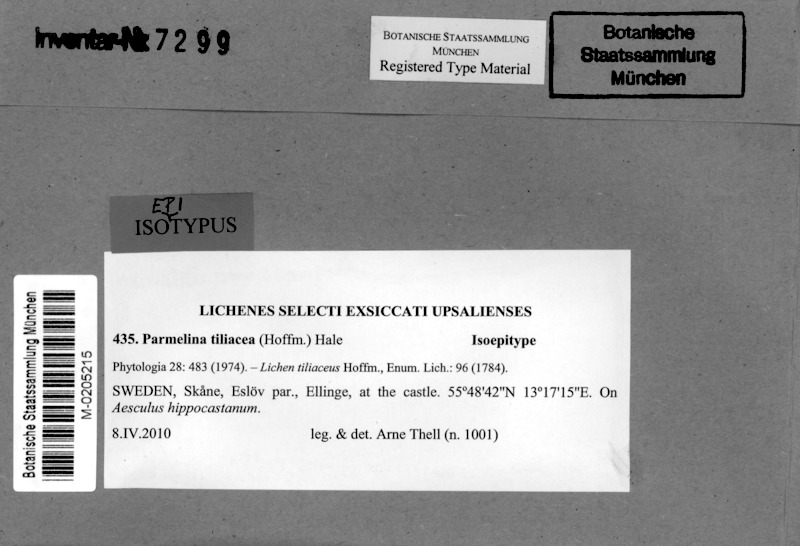 Inventar-Nr. 7299
BOTANISCHE STAATSSAMMLUNG
MÜNCHEN
Registered Type Material
Botanische
Staatssammlung
München
EPI
ISOTYPUS
Botanische Staatssammlung München
M-0205215
LICHENES SELECTI EXSICCATI UPSALIENSES
435. Parmelina tiliacea (Hoffm.) Hale Isoepitype
Phytologia 28: 483 (1974). – Lichen tiliaceus Hoffm., Enum. Lich.: 96 (1784).
SWEDEN, Skåne, Eslöv par., Ellinge, at the castle. 55°48'42"N 13°17'15"E. On
Aesculus hippocastanum.
8.IV.2010 leg. & det. Arne Thell (n. 1001)